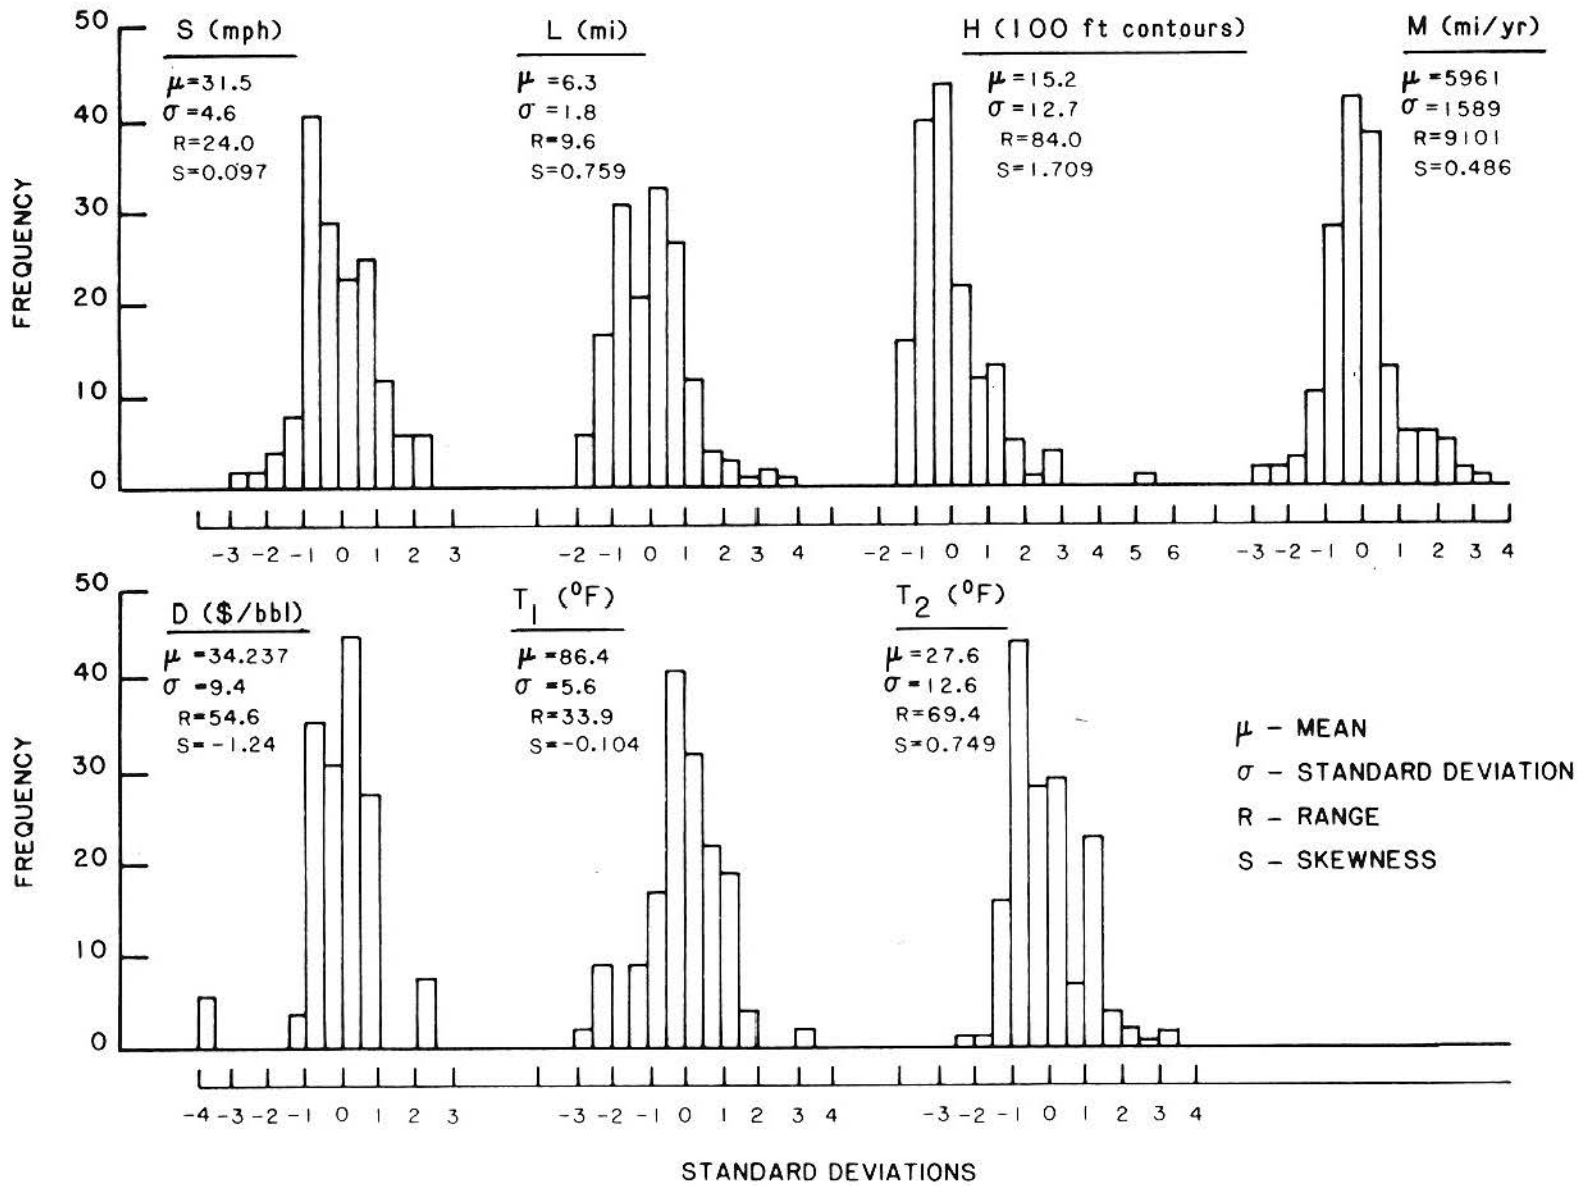 50
40
30
20
10
0
FREQUENCY
S (mph)
μ=31.5
σ=4.6
R=24.0
S=0.097
L (mi)
μ=6.3
σ=1.8
R=9.6
S=0.759
H (100 ft contours)
μ=15.2
σ=12.7
R=84.0
S=1.709
M (mi/yr)
μ=5961
σ=1589
R=9101
S=0.486
-3 -2 -1 0 1 2 3
-2 -1 0 1 2 3 4
-2 -1 0 1 2 3 4 5 6
-3 -2 -1 0 1 2 3 4
50
40
30
20
10
0
FREQUENCY
D ($/bbl)
μ=34.237
σ=9.4
R=54.6
S=-1.24
T1 (°F)
μ=86.4
σ=5.6
R=33.9
S=-0.104
T2 (°F)
μ=27.6
σ=12.6
R=69.4
S=0.749
μ - MEAN
σ - STANDARD DEVIATION
R - RANGE
S - SKEWNESS
-4 -3 -2 -1 0 1 2 3
-3 -2 -1 0 1 2 3 4
-3 -2 -1 0 1 2 3 4
STANDARD DEVIATIONS